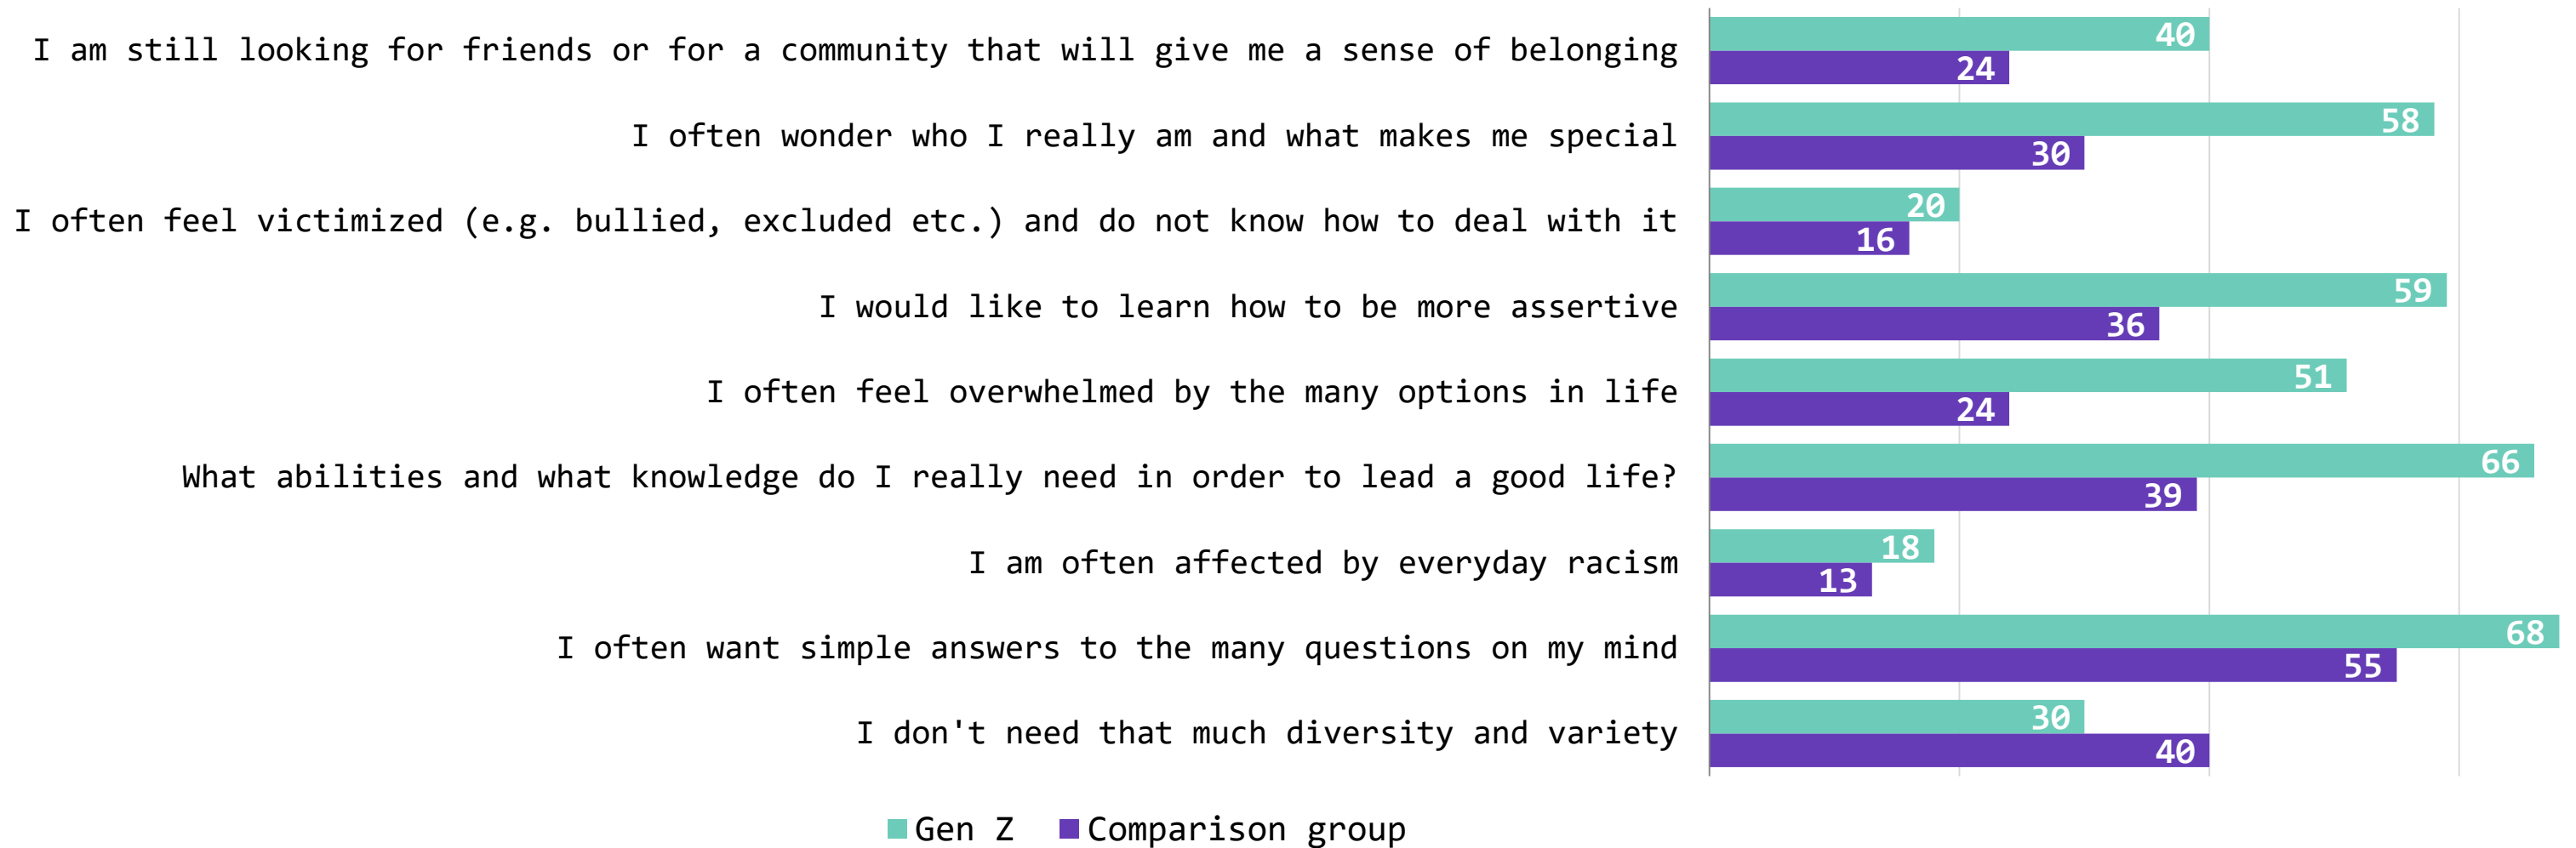 I am still looking for friends or for a community that will give me a sense of belonging
40
24
I often wonder who I really am and what makes me special
58
30
I often feel victimized (e.g. bullied, excluded etc.) and do not know how to deal with it
20
16
I would like to learn how to be more assertive
59
36
I often feel overwhelmed by the many options in life
51
24
What abilities and what knowledge do I really need in order to lead a good life?
66
39
I am often affected by everyday racism
18
13
I often want simple answers to the many questions on my mind
68
55
I don't need that much diversity and variety
30
40
Gen Z Comparison group